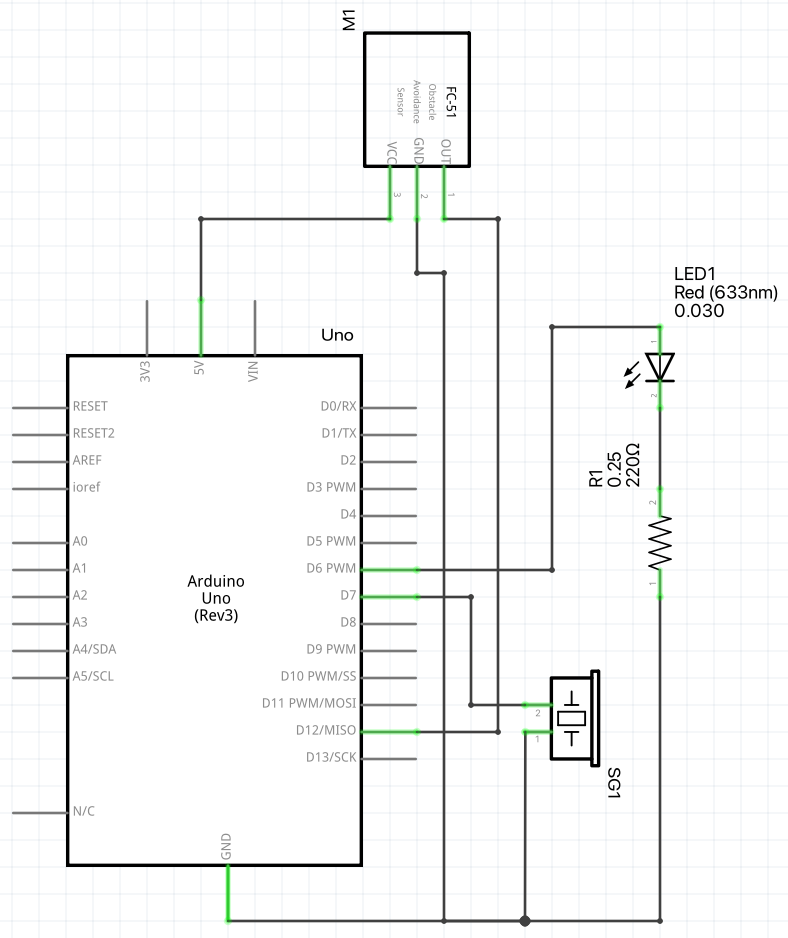 M1
FC-51
Obstacle
Avoidance
Sensor
VCC
GND
OUT
3
2
1
LED1
Red (633nm)
0.030
1
2
R1
0.25
220Ω
2
1
Uno
3V3
5V
VIN
RESET
RESET2
AREF
ioref
A0
A1
A2
A3
A4/SDA
A5/SCL
N/C
Arduino
Uno
(Rev3)
D0/RX
D1/TX
D2
D3 PWM
D4
D5 PWM
D6 PWM
D7
D8
D9 PWM
D10 PWM/SS
D11 PWM/MOSI
D12/MISO
D13/SCK
GND
2
1
SG1